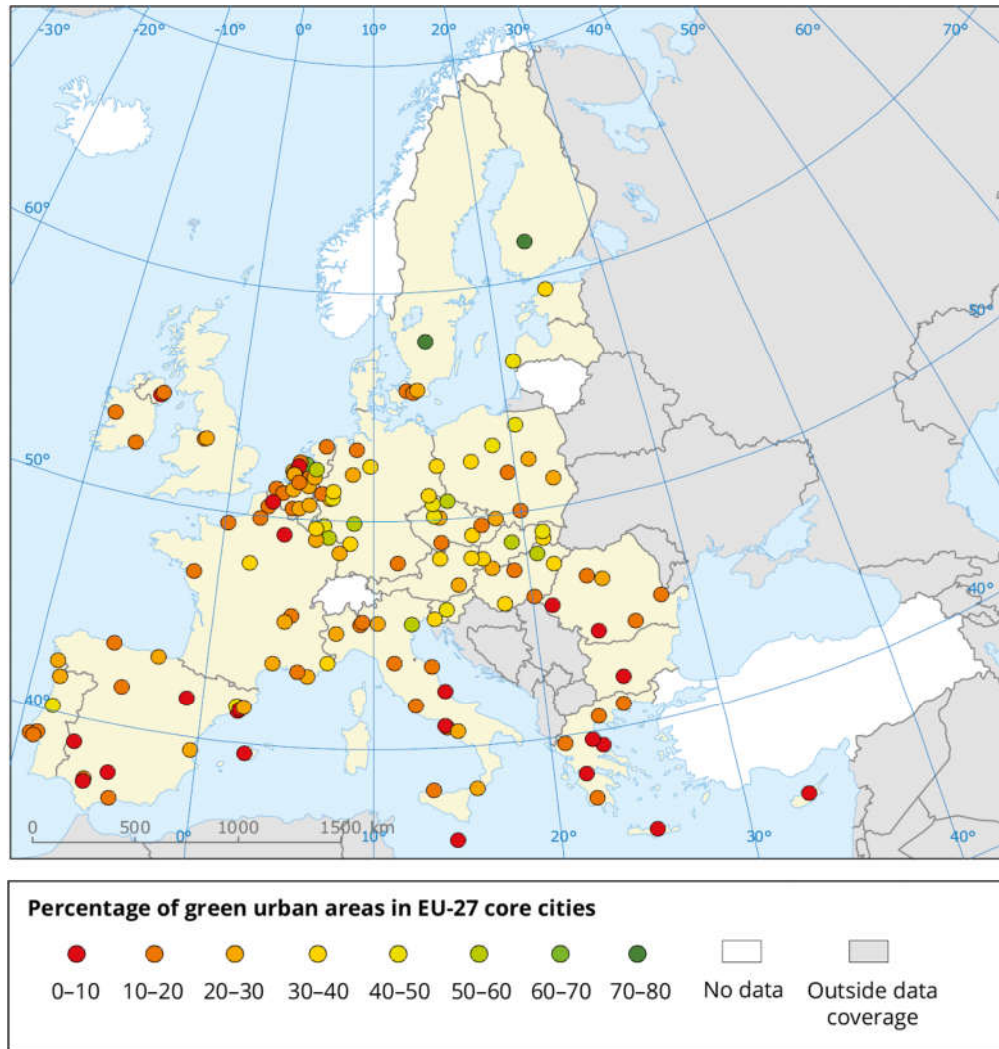 -30° -20° -10° 0° 10° 20° 30° 40° 50° 60° 70°
60°
50°
50°
40°
40°
0 500 1000 1500 km
0° 10° 20° 30° 40°
Percentage of green urban areas in EU-27 core cities
0–10 10–20 20–30 30–40 40–50 50–60 60–70 70–80 No data Outside data
coverage